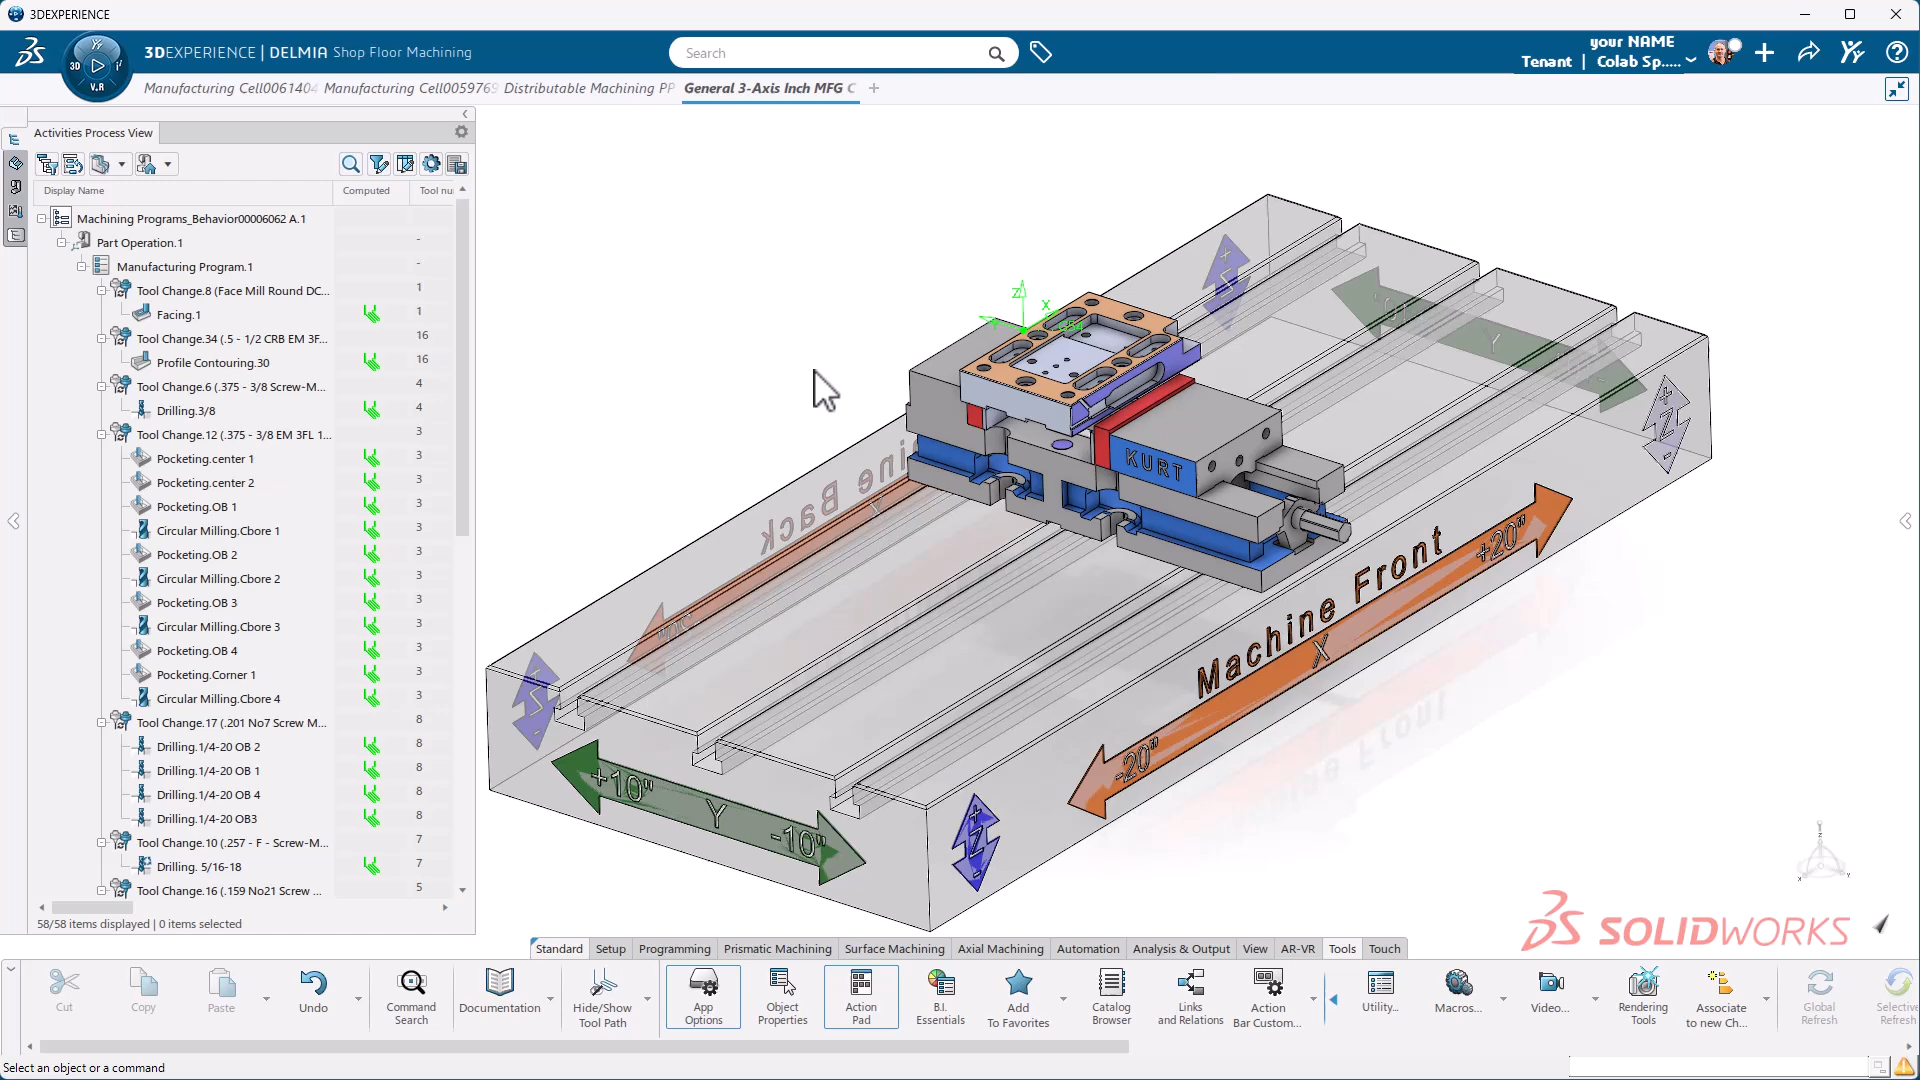 3DEXPERIENCE
3DEXPERIENCE | DELMIA Shop Floor Machining
Search
your NAME
Tenant | Colab Sp.....
3D
V.R
Manufacturing Cell0061404
Manufacturing Cell0059769
Distributable Machining PP
General 3-Axis Inch MFG C
Activities Process View
Display Name
Computed
Tool nu
Machining Programs_Behavior00006062 A.1
Part Operation.1 -
Manufacturing Program.1 -
Tool Change.8 (Face Mill Round DC... 1
Facing.1 1
Tool Change.34 (.5 - 1/2 CRB EM 3F... 16
Profile Contouring.30 16
Tool Change.6 (.375 - 3/8 Screw-M... 4
Drilling.3/8 4
Tool Change.12 (.375 - 3/8 EM 3FL 1... 3
Pocketing.center 1 3
Pocketing.center 2 3
Pocketing.OB 1 3
Circular Milling.Cbore 1 3
Pocketing.OB 2 3
Circular Milling.Cbore 2 3
Pocketing.OB 3 3
Circular Milling.Cbore 3 3
Pocketing.OB 4 3
Pocketing.Corner 1 3
Circular Milling.Cbore 4 3
Tool Change.17 (.201 No7 Screw M... 8
Drilling.1/4-20 OB 2 8
Drilling.1/4-20 OB 1 8
Drilling.1/4-20 OB 4 8
Drilling.1/4-20 OB3 8
Tool Change.10 (.257 - F - Screw-M... 7
Drilling. 5/16-18 7
Tool Change.16 (.159 No21 Screw ... 5
58/58 items displayed | 0 items selected
Z
X
G54
KURT
Machine Back
X
Y
+ Z -
Machine Front
-20" X +20"
+10" Y -10"
+ Z -
SOLIDWORKS
Standard
Setup
Programming
Prismatic Machining
Surface Machining
Axial Machining
Automation
Analysis & Output
View
AR-VR
Tools
Touch
Cut
Copy
Paste
Undo
Command Search
Documentation
Hide/Show Tool Path
App Options
Object Properties
Action Pad
B.I. Essentials
Add To Favorites
Catalog Browser
Links and Relations
Action Bar Custom...
Utility...
Macros...
Video...
Rendering Tools
Associate to new Ch...
Global Refresh
Selective Refresh
Select an object or a command